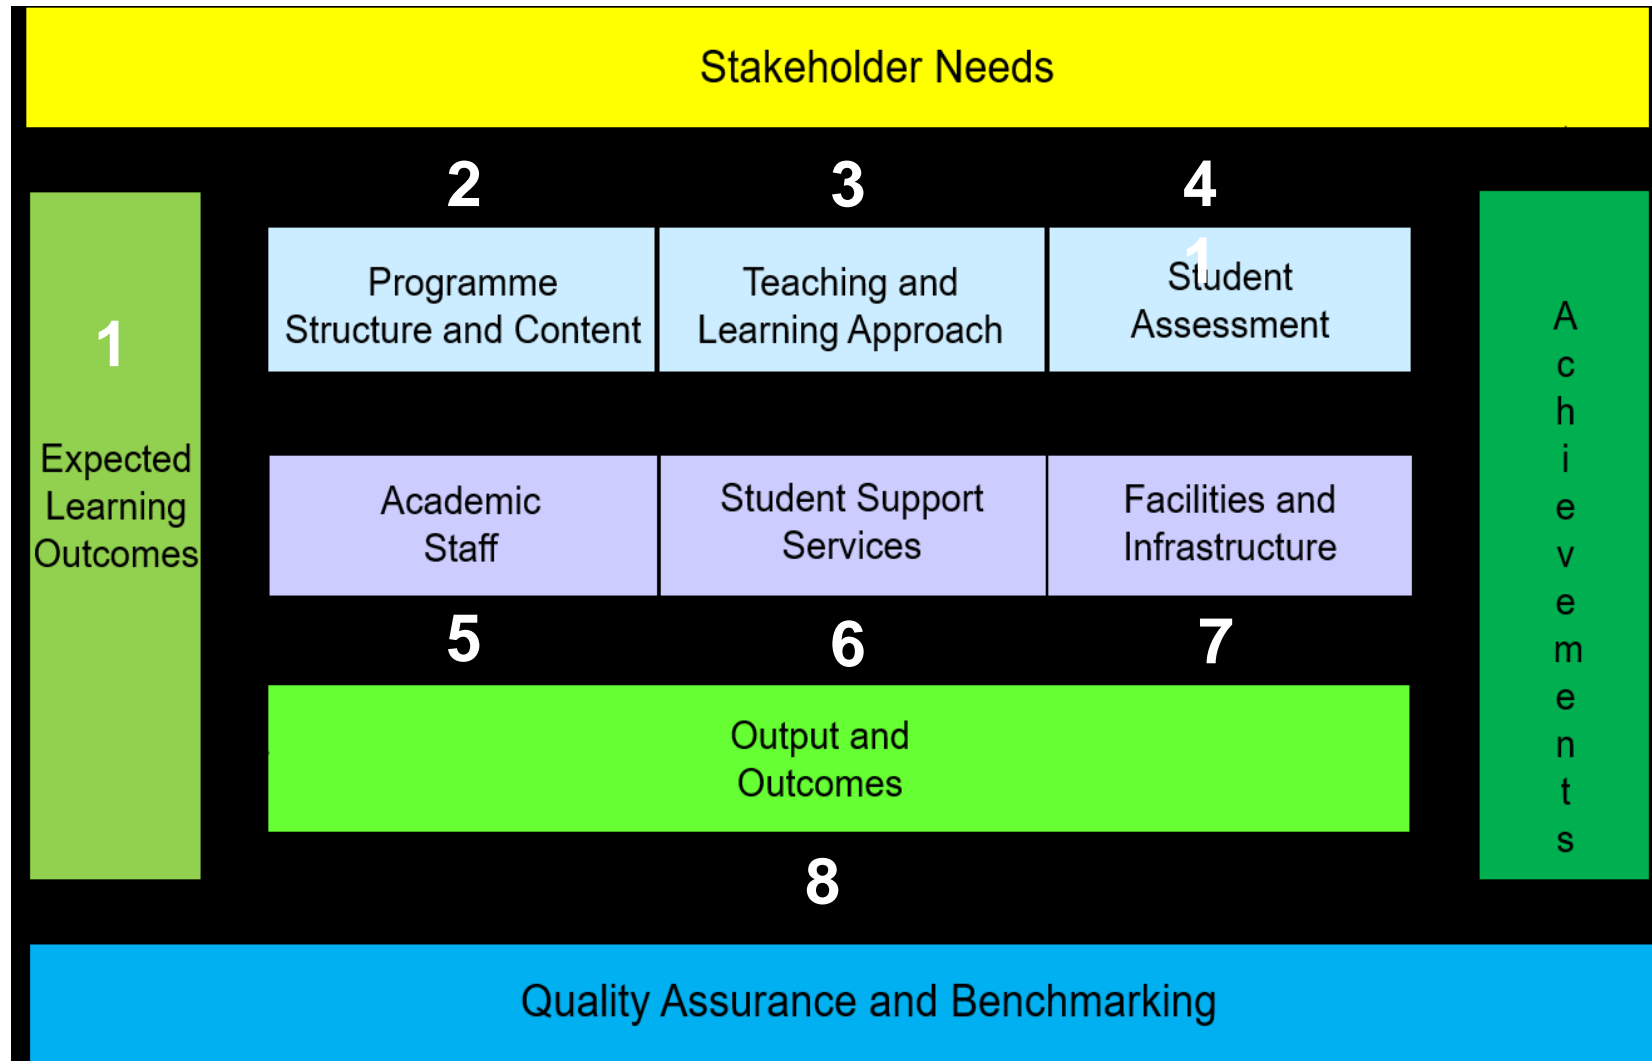 Stakeholder Needs
2
3
4
1
Programme
Structure and Content
Teaching and
Learning Approach
Student
Assessment
1
Expected
Learning
Outcomes
Academic
Staff
Student Support
Services
Facilities and
Infrastructure
5
6
7
Output and
Outcomes
8
A
c
h
i
e
v
e
m
e
n
t
s
Quality Assurance and Benchmarking